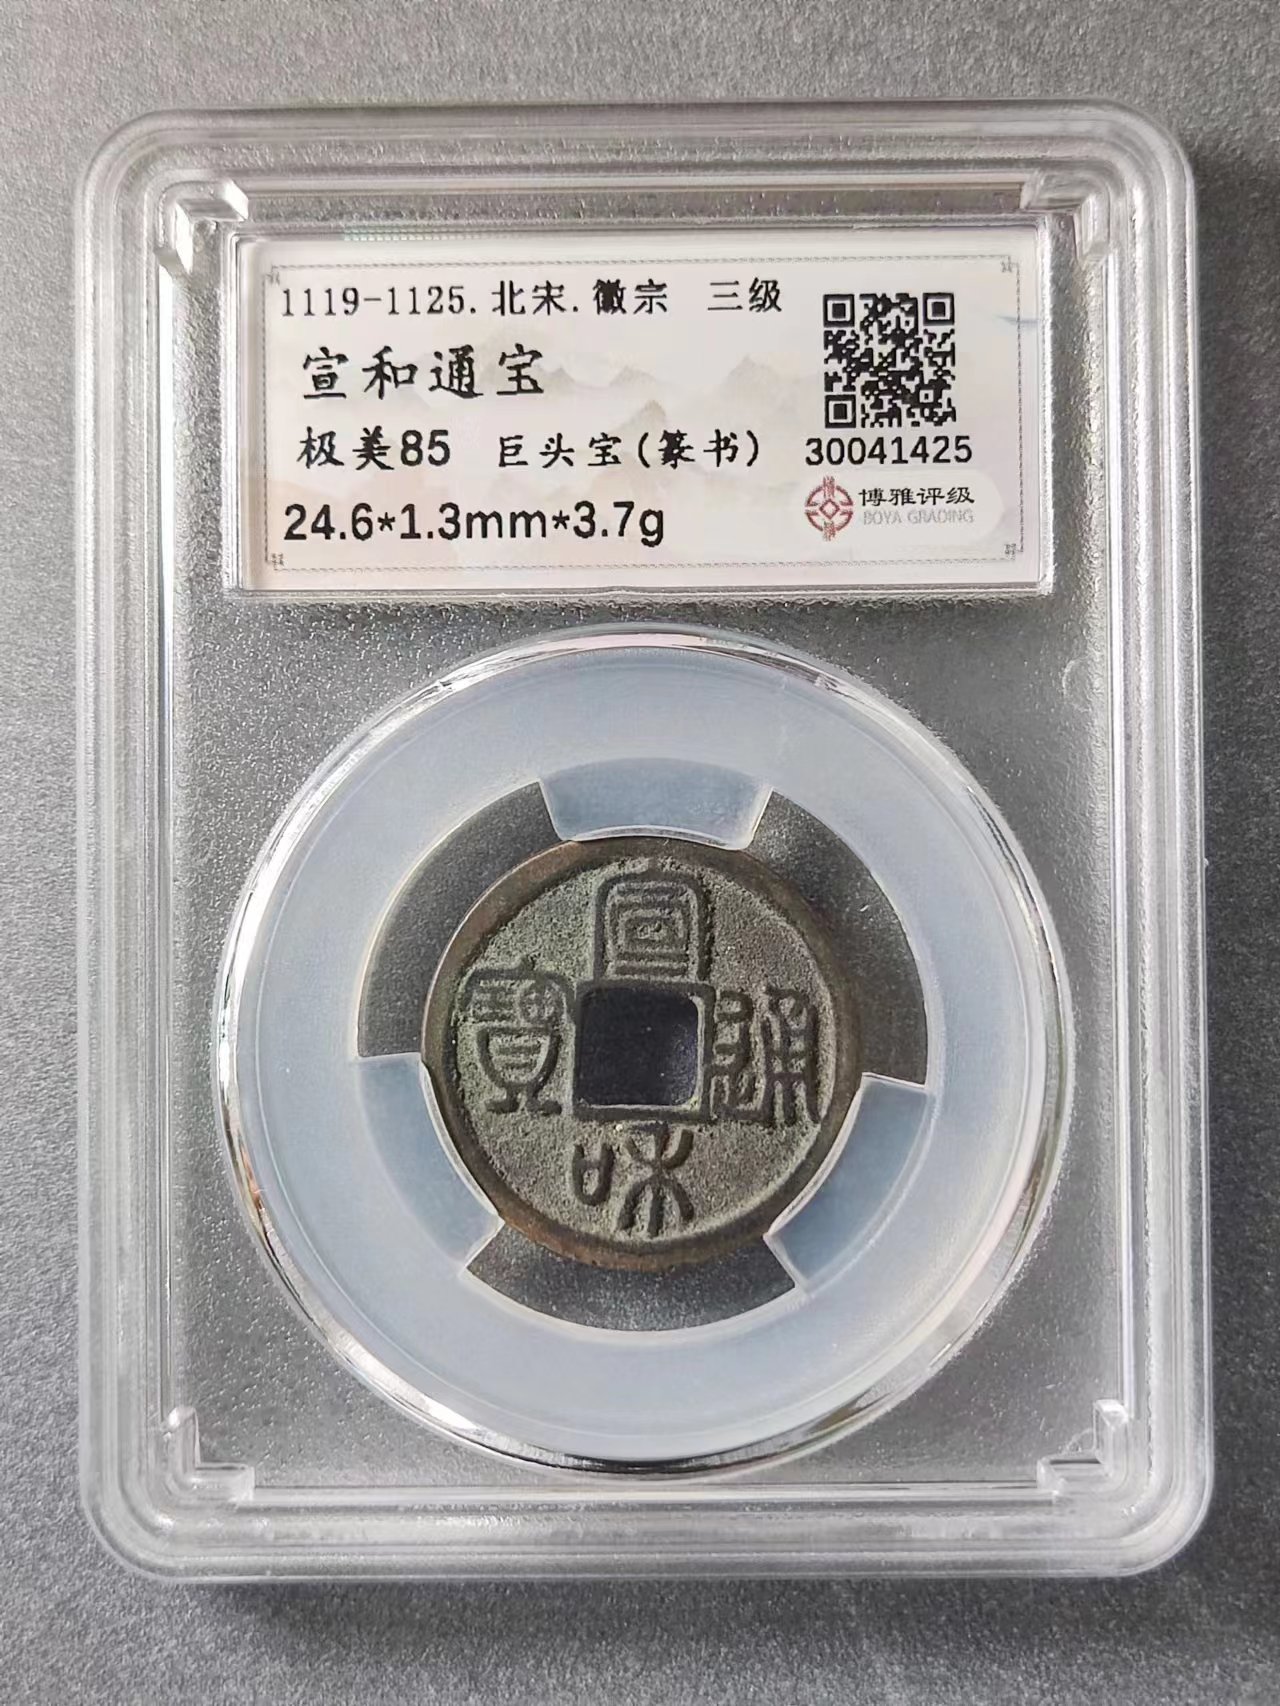 1119-1125.北宋.徽宗 三级
宣和通宝
极美85 巨头宝(篆书)
24.6*1.3mm*3.7g
30041425
博雅评级
BOYA GRADING
宣
寶 通
和